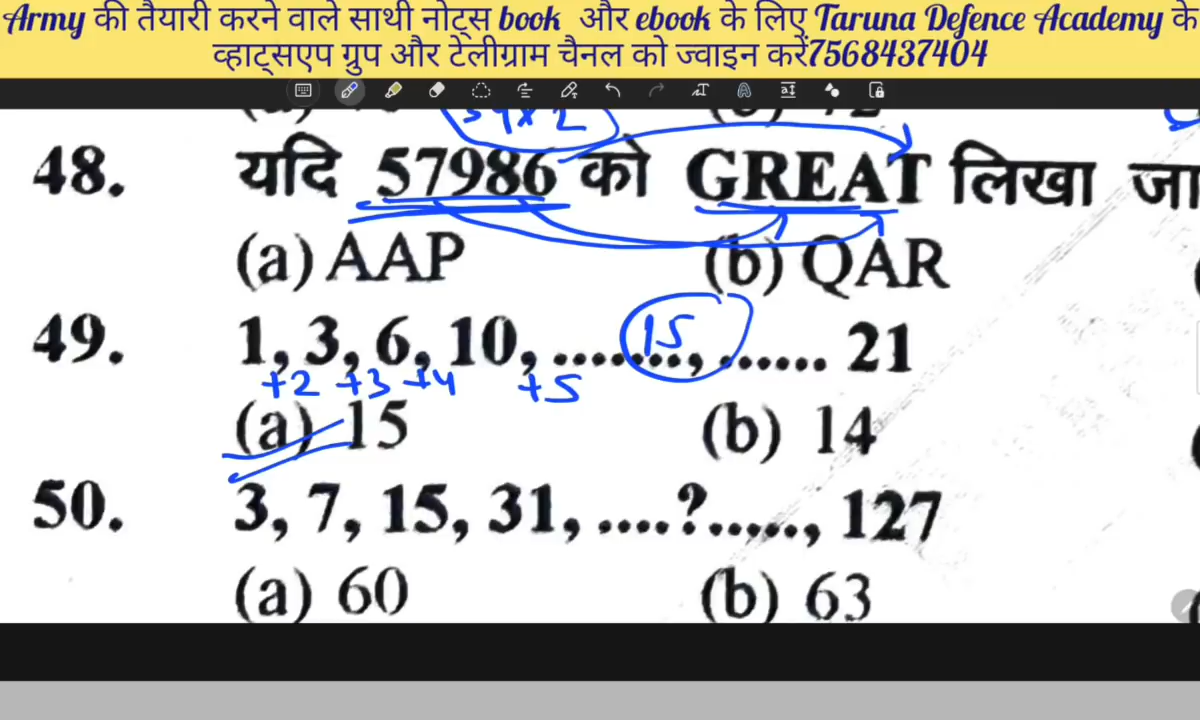 Army की तैयारी करने वाले साथी नोट्स book और ebook के लिए Taruna Defence Academy के
व्हाट्सएप ग्रुप और टेलीग्राम चैनल को ज्वाइन करें7568437404
48. यदि 57986 को GREAT लिखा जा
(a) AAP (b) QAR
49. 1, 3, 6, 10, ........, ...... 21
15
+2 +3 +4 +5
(a) 15 (b) 14
50. 3, 7, 15, 31, ....?....., 127
(a) 60 (b) 63